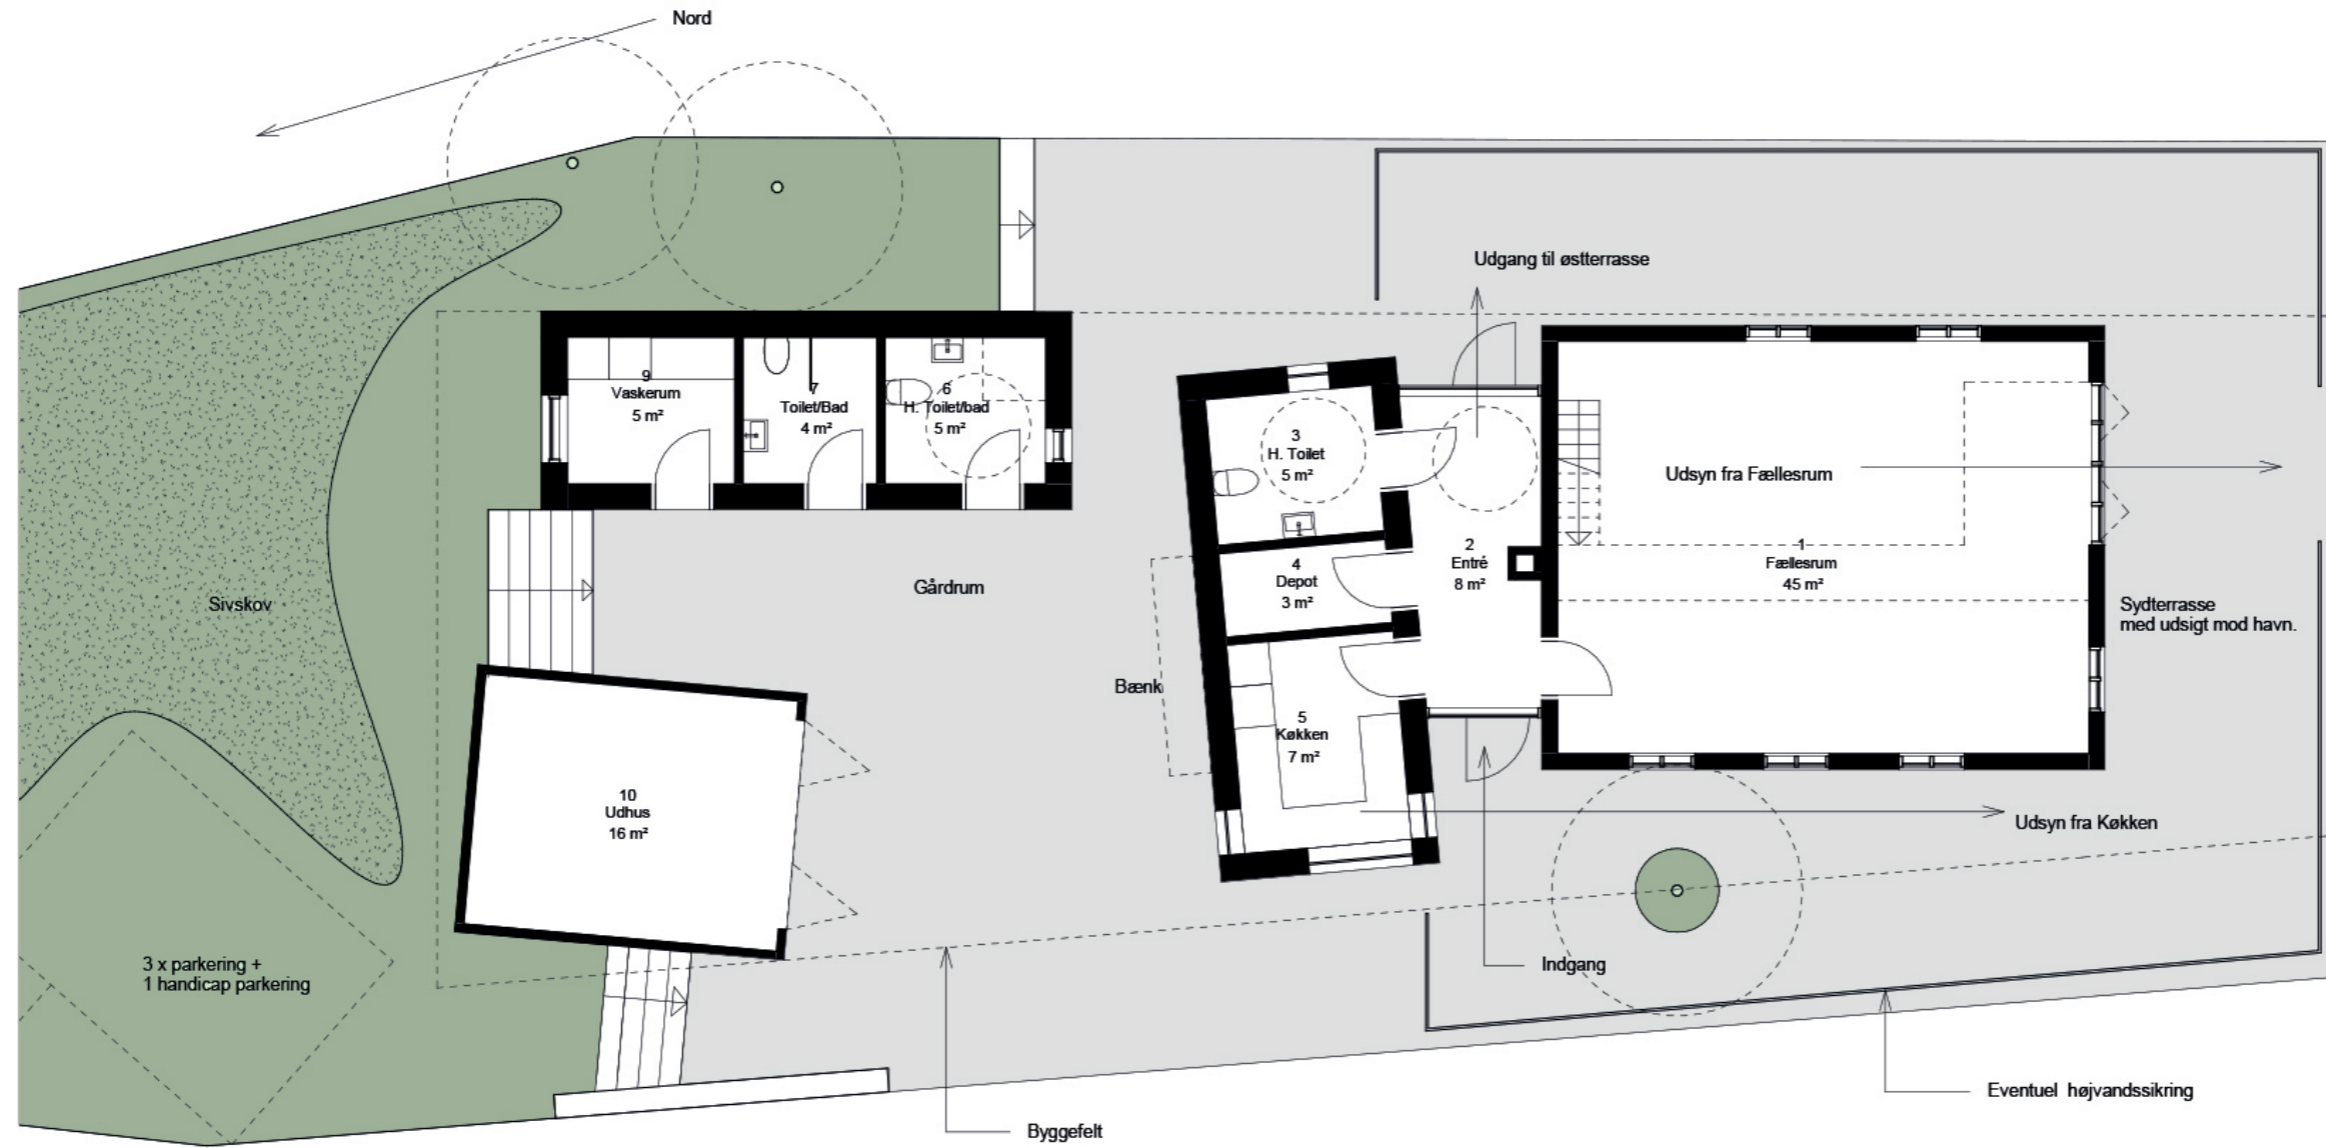 Nord
Udgang til østterrasse
9
Vaskerum
5 m²
7
Toilet/Bad
4 m²
6
H. Toilet/bad
5 m²
3
H. Toilet
5 m²
Udsyn fra Fællesrum
2
Entré
8 m²
1
Fællesrum
45 m²
4
Depot
3 m²
Gårdrum
Sivskov
Sydterrasse
med udsigt mod havn.
Bænk
5
Køkken
7 m²
10
Udhus
16 m²
Udsyn fra Køkken
3 x parkering +
1 handicap parkering
Indgang
Eventuel højvandssikring
Byggefelt